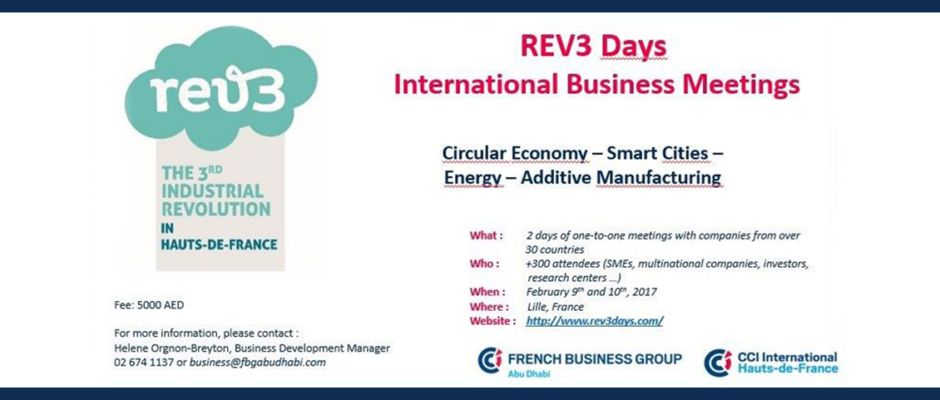 rev3
THE 3RD
INDUSTRIAL
REVOLUTION
IN
HAUTS-DE-FRANCE
REV3 Days
International Business Meetings
Circular Economy – Smart Cities –
Energy – Additive Manufacturing
What : 2 days of one-to-one meetings with companies from over
30 countries
Who : +300 attendees (SMEs, multinational companies, investors,
research centers ...)
When : February 9th and 10th, 2017
Where : Lille, France
Website : http://www.rev3days.com/
Fee: 5000 AED
For more information, please contact :
Helene Orgnon-Breyton, Business Development Manager
02 674 1137 or business@fbgabudhabi.com
FRENCH BUSINESS GROUP
Abu Dhabi
CCI International
Hauts-de-France